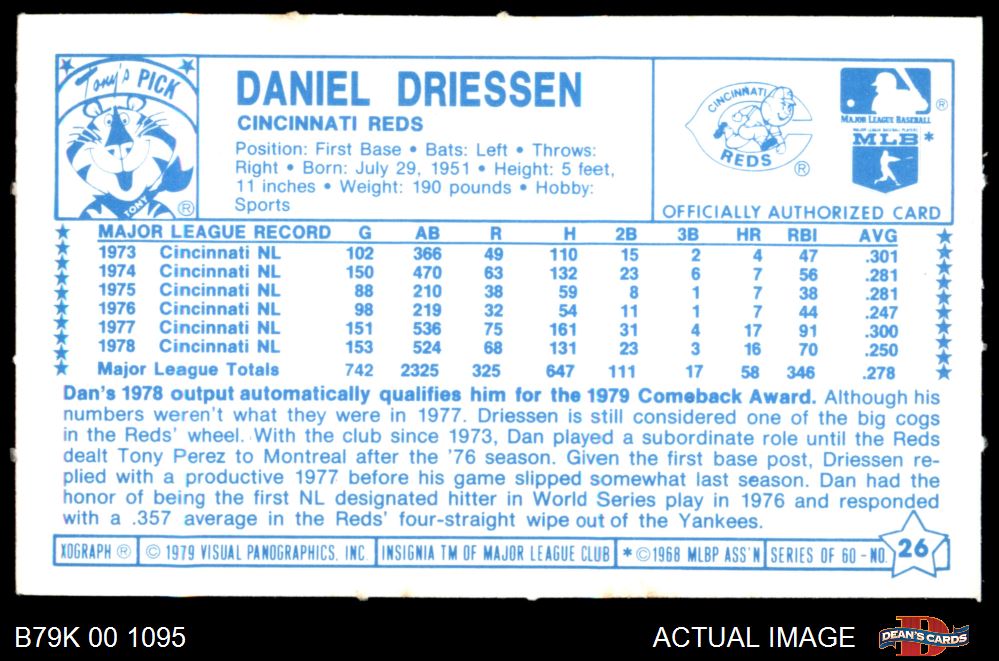 Tony's PICK
TONY ®
DANIEL DRIESSEN
CINCINNATI REDS
Position: First Base • Bats: Left • Throws:
Right • Born: July 29, 1951 • Height: 5 feet,
11 inches • Weight: 190 pounds • Hobby:
Sports
CINCINNATI
REDS ®
®
MAJOR LEAGUE BASEBALL
MAJOR LEAGUE BASEBALL PLAYERS
MLB *
OFFICIALLY AUTHORIZED CARD
MAJOR LEAGUE RECORD G AB R H 2B 3B HR RBI AVG
1973 Cincinnati NL 102 366 49 110 15 2 4 47 .301
1974 Cincinnati NL 150 470 63 132 23 6 7 56 .281
1975 Cincinnati NL 88 210 38 59 8 1 7 38 .281
1976 Cincinnati NL 98 219 32 54 11 1 7 44 .247
1977 Cincinnati NL 151 536 75 161 31 4 17 91 .300
1978 Cincinnati NL 153 524 68 131 23 3 16 70 .250
Major League Totals 742 2325 325 647 111 17 58 346 .278
Dan's 1978 output automatically qualifies him for the 1979 Comeback Award. Although his
numbers weren't what they were in 1977. Driessen is still considered one of the big cogs
in the Reds' wheel. With the club since 1973, Dan played a subordinate role until the Reds
dealt Tony Perez to Montreal after the '76 season. Given the first base post, Driessen re-
plied with a productive 1977 before his game slipped somewhat last season. Dan had the
honor of being the first NL designated hitter in World Series play in 1976 and responded
with a .357 average in the Reds' four-straight wipe out of the Yankees.
XOGRAPH ® © 1979 VISUAL PANOGRAPHICS, INC. INSIGNIA TM OF MAJOR LEAGUE CLUB * © 1968 MLBP ASS'N SERIES OF 60 - NO. 26
B79K 00 1095
ACTUAL IMAGE
D
DEAN'S CARDS